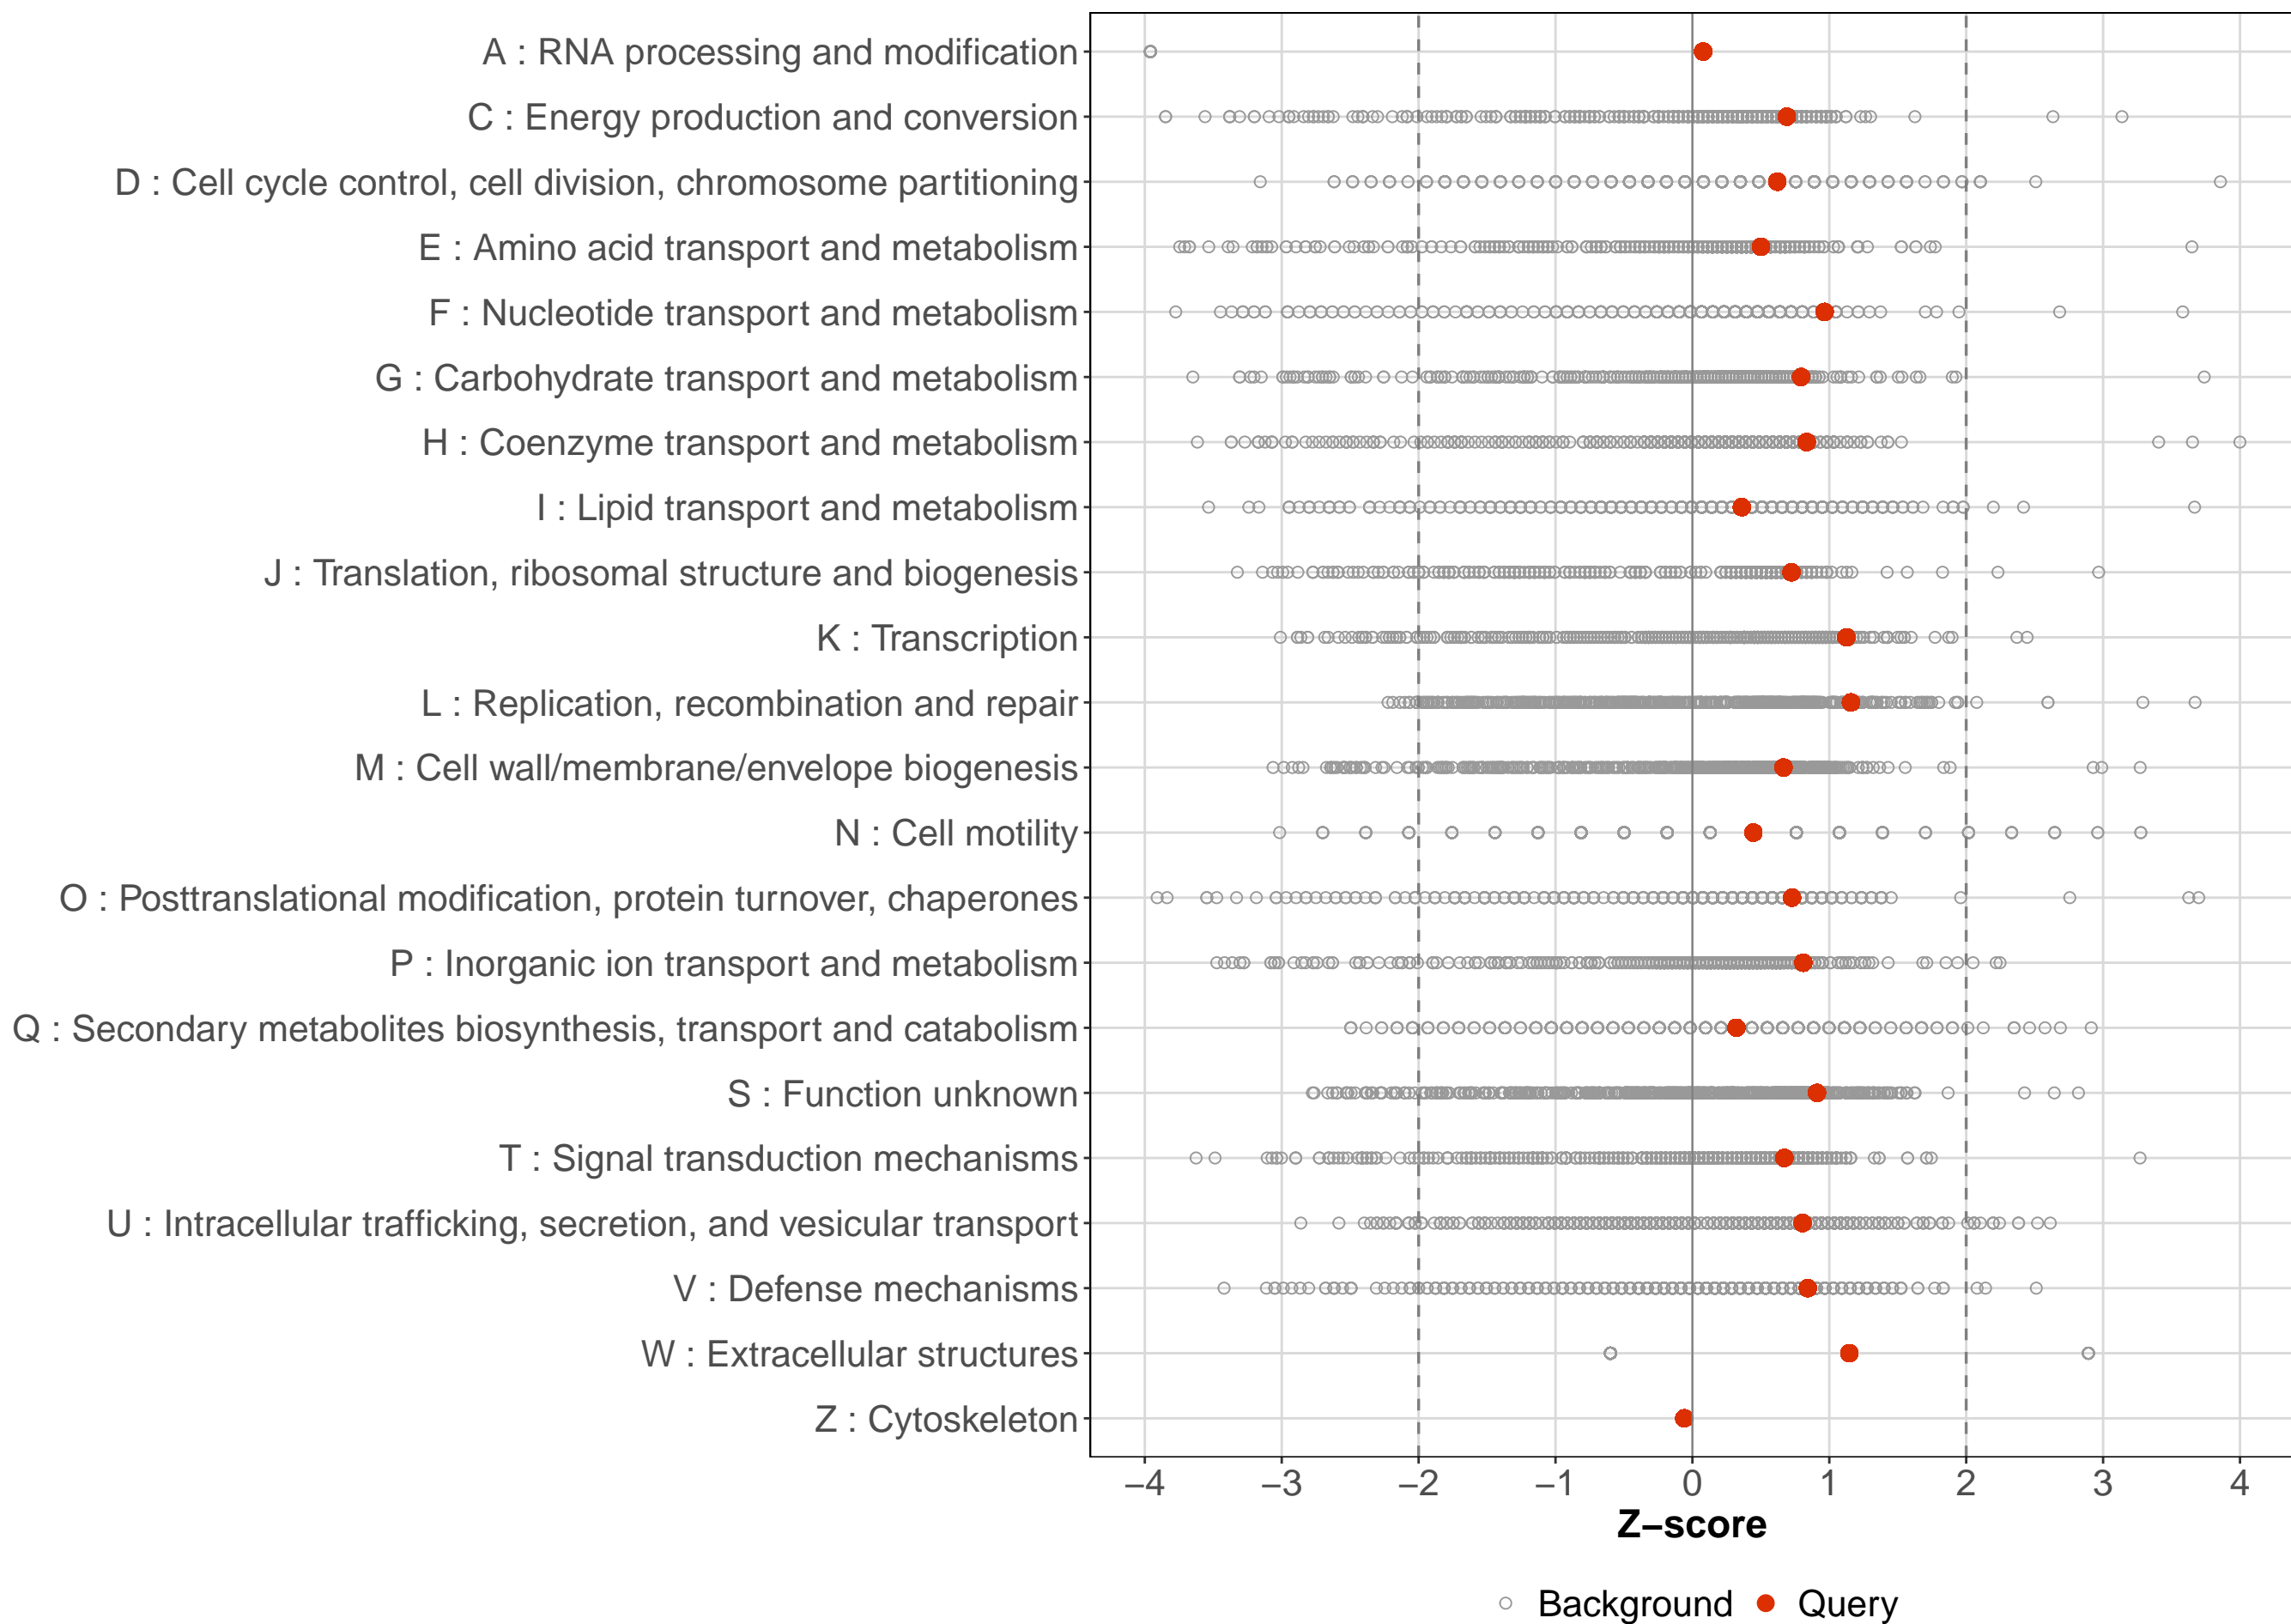 A : RNA processing and modification
C : Energy production and conversion
D : Cell cycle control, cell division, chromosome partitioning
E : Amino acid transport and metabolism
F : Nucleotide transport and metabolism
G : Carbohydrate transport and metabolism
H : Coenzyme transport and metabolism
I : Lipid transport and metabolism
J : Translation, ribosomal structure and biogenesis
K : Transcription
L : Replication, recombination and repair
M : Cell wall/membrane/envelope biogenesis
N : Cell motility
O : Posttranslational modification, protein turnover, chaperones
P : Inorganic ion transport and metabolism
Q : Secondary metabolites biosynthesis, transport and catabolism
S : Function unknown
T : Signal transduction mechanisms
U : Intracellular trafficking, secretion, and vesicular transport
V : Defense mechanisms
W : Extracellular structures
Z : Cytoskeleton
−4 −3 −2 −1 0 1 2 3 4
Z−score
Background Query